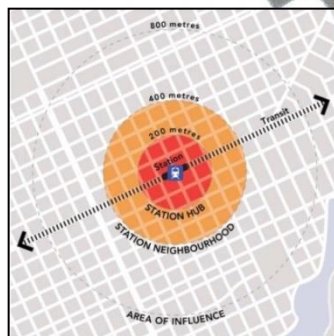 800 metres
400 metres
200 metres
Transit
Station
STATION HUB
STATION NEIGHBOURHOOD
AREA OF INFLUENCE